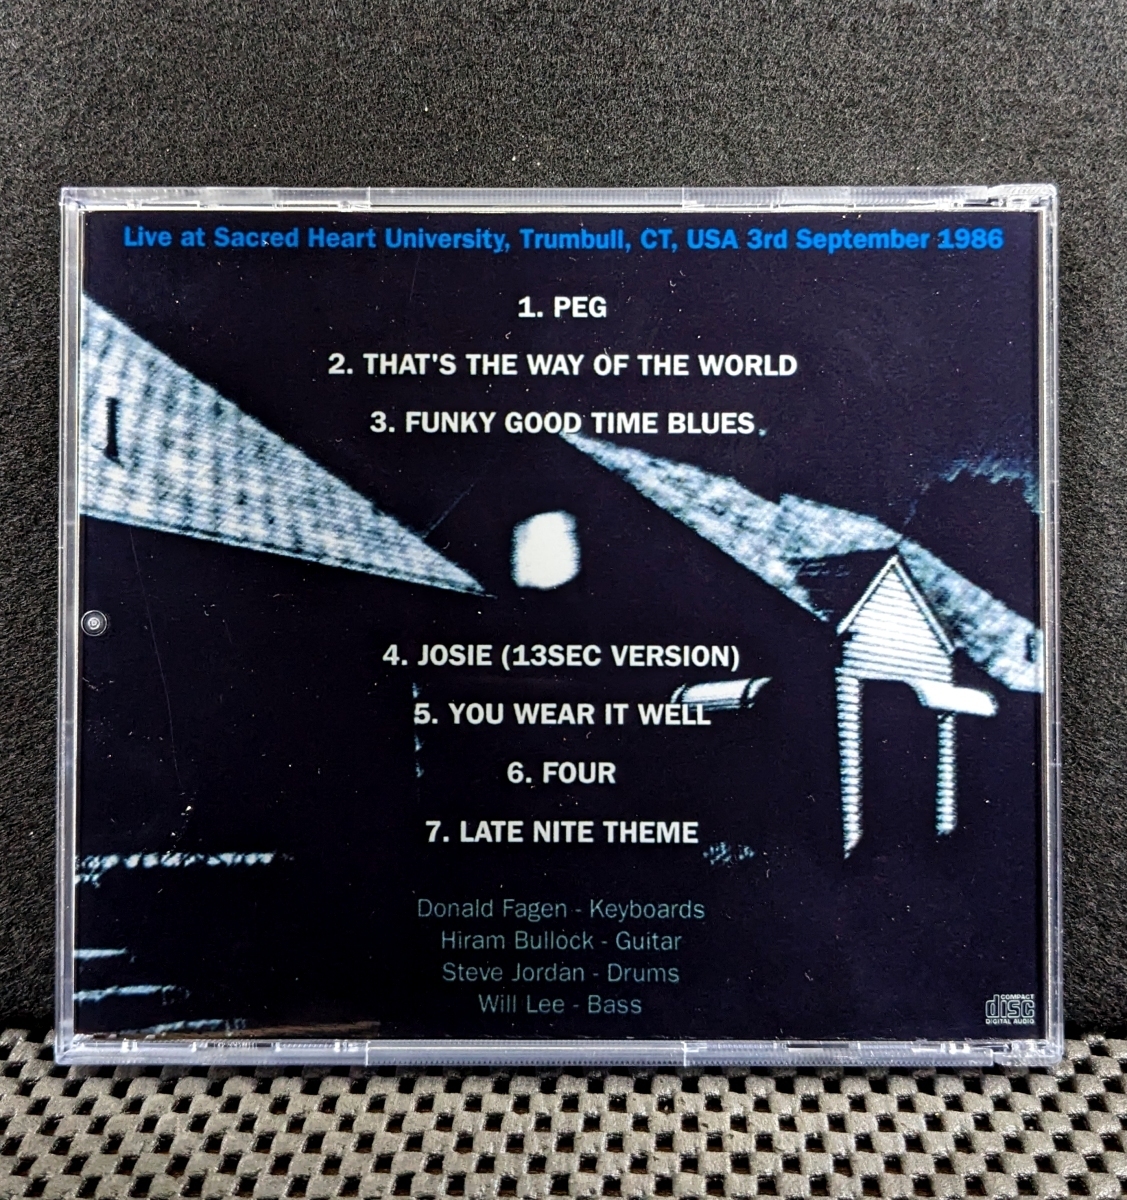 Live at Sacred Heart University, Trumbull, CT, USA 3rd September 1986
1. PEG
2. THAT'S THE WAY OF THE WORLD
3. FUNKY GOOD TIME BLUES
4. JOSIE (13SEC VERSION)
5. YOU WEAR IT WELL
6. FOUR
7. LATE NITE THEME
Donald Fagen - Keyboards
Hiram Bullock - Guitar
Steve Jordan - Drums
Will Lee - Bass
COMPACT
disc
DIGITAL AUDIO